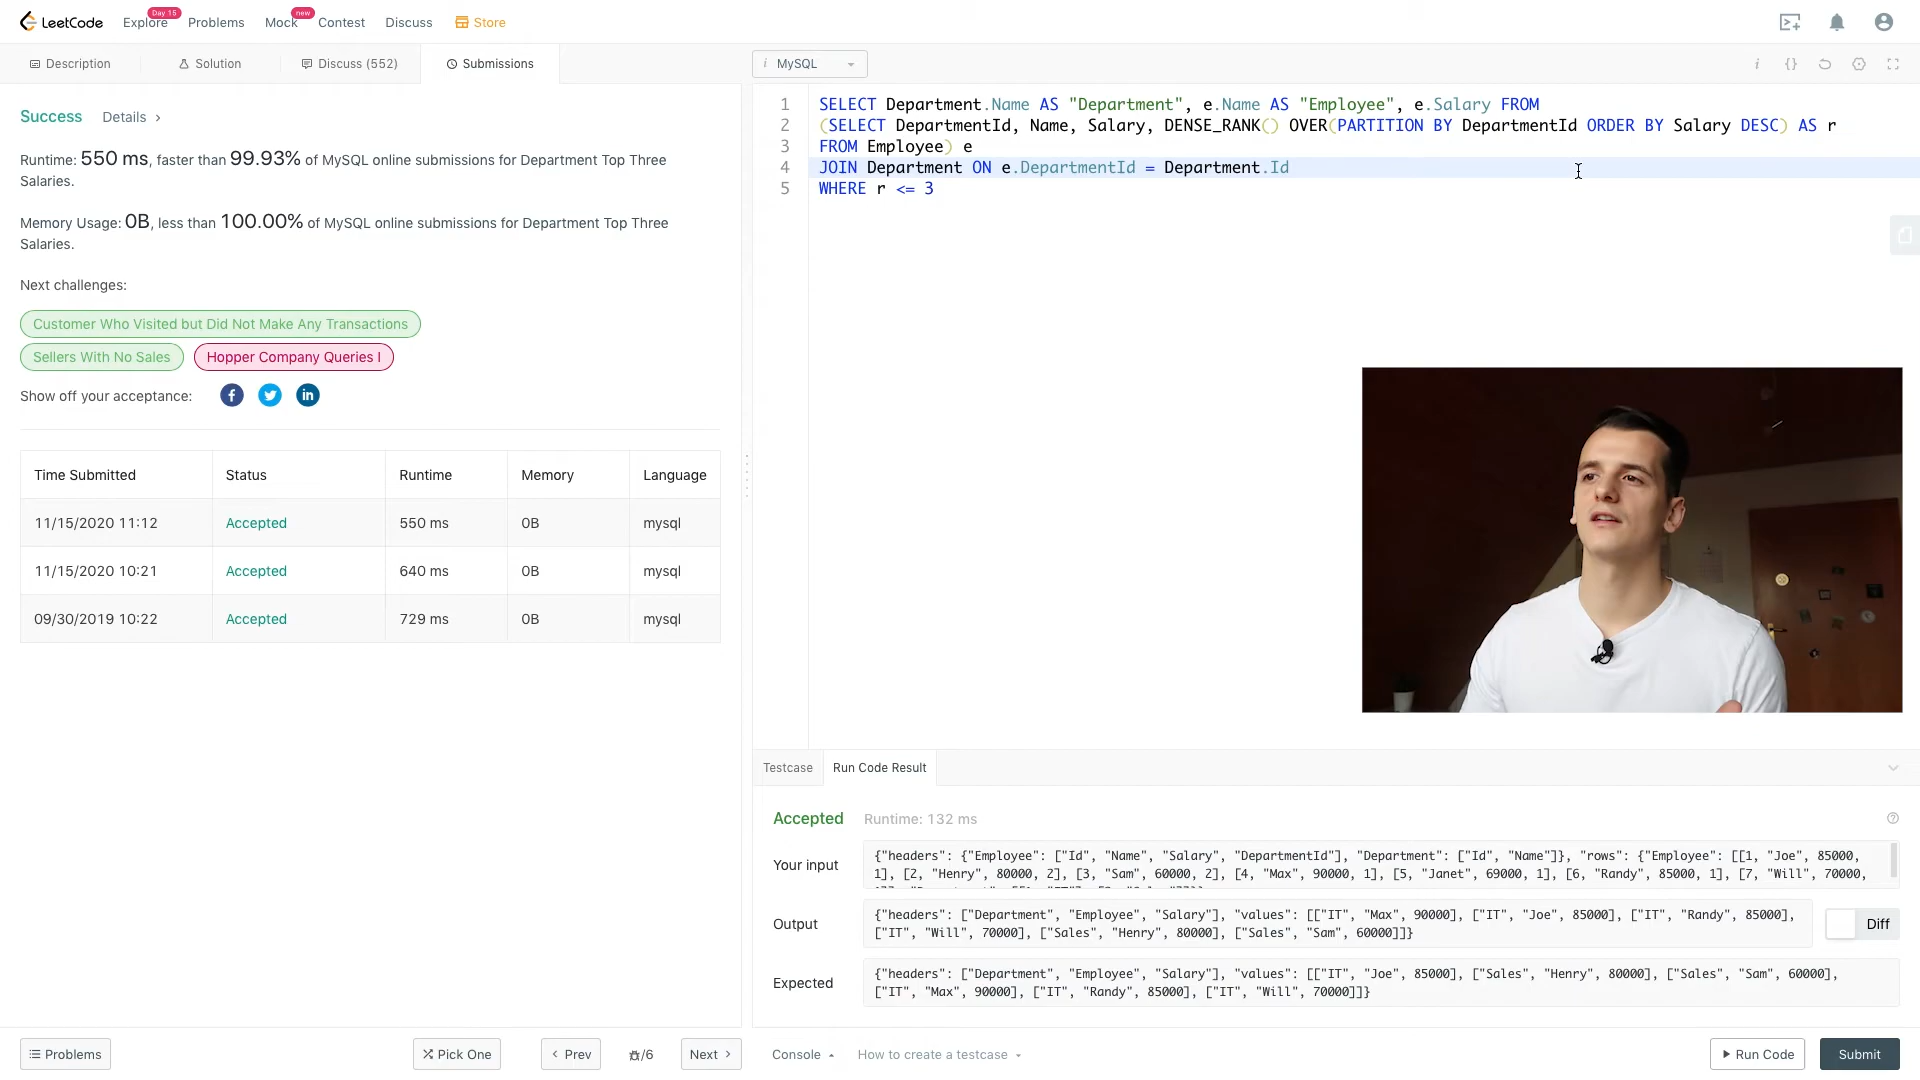 LeetCode
Explore
Day 15
Problems
Mock
new
Contest
Discuss
Store
Description
Solution
Discuss (552)
Submissions
i MySQL
Success
Details
Runtime: 550 ms, faster than 99.93% of MySQL online submissions for Department Top Three
Salaries.
Memory Usage: 0B, less than 100.00% of MySQL online submissions for Department Top Three
Salaries.
Next challenges:
Customer Who Visited but Did Not Make Any Transactions
Sellers With No Sales
Hopper Company Queries I
Show off your acceptance:
Time Submitted Status Runtime Memory Language
11/15/2020 11:12 Accepted 550 ms 0B mysql
11/15/2020 10:21 Accepted 640 ms 0B mysql
09/30/2019 10:22 Accepted 729 ms 0B mysql
1 SELECT Department.Name AS "Department", e.Name AS "Employee", e.Salary FROM
2 (SELECT DepartmentId, Name, Salary, DENSE_RANK() OVER(PARTITION BY DepartmentId ORDER BY Salary DESC) AS r
3 FROM Employee) e
4 JOIN Department ON e.DepartmentId = Department.Id
5 WHERE r <= 3
Testcase
Run Code Result
Accepted Runtime: 132 ms
Your input
{"headers": {"Employee": ["Id", "Name", "Salary", "DepartmentId"], "Department": ["Id", "Name"]}, "rows": {"Employee": [[1, "Joe", 85000,
1], [2, "Henry", 80000, 2], [3, "Sam", 60000, 2], [4, "Max", 90000, 1], [5, "Janet", 69000, 1], [6, "Randy", 85000, 1], [7, "Will", 70000,
Output
{"headers": ["Department", "Employee", "Salary"], "values": [["IT", "Max", 90000], ["IT", "Joe", 85000], ["IT", "Randy", 85000],
["IT", "Will", 70000], ["Sales", "Henry", 80000], ["Sales", "Sam", 60000]]}
Diff
Expected
{"headers": ["Department", "Employee", "Salary"], "values": [["IT", "Joe", 85000], ["Sales", "Henry", 80000], ["Sales", "Sam", 60000],
["IT", "Max", 90000], ["IT", "Randy", 85000], ["IT", "Will", 70000]]}
Problems
Pick One
Prev
/6
Next
Console
How to create a testcase
Run Code
Submit